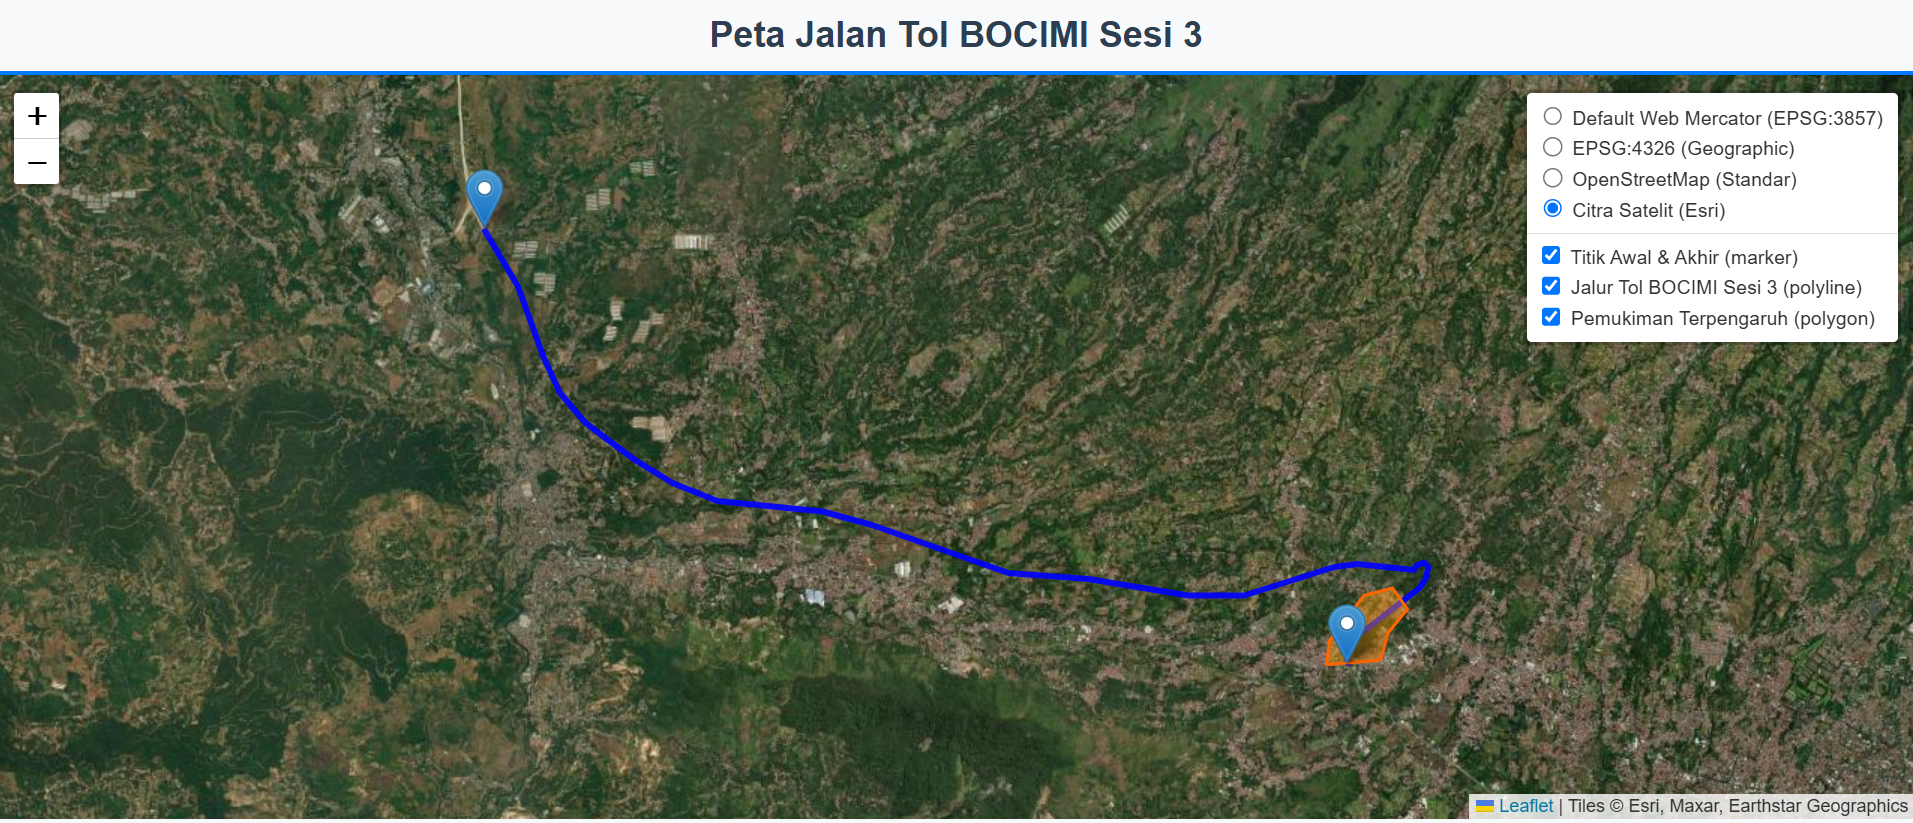 Peta Jalan Tol BOCIMI Sesi 3
+
−
Default Web Mercator (EPSG:3857)
EPSG:4326 (Geographic)
OpenStreetMap (Standar)
Citra Satelit (Esri)
Titik Awal & Akhir (marker)
Jalur Tol BOCIMI Sesi 3 (polyline)
Pemukiman Terpengaruh (polygon)
Leaflet | Tiles © Esri, Maxar, Earthstar Geographics